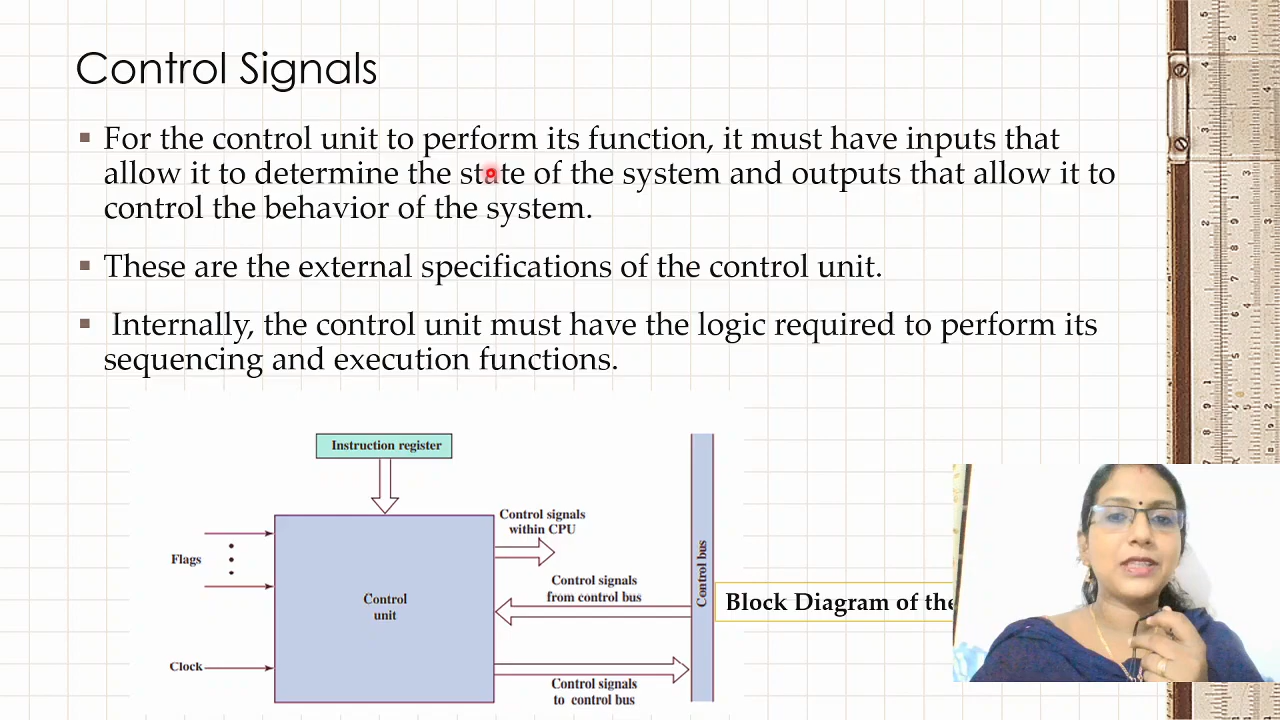 Control Signals
▪ For the control unit to perform its function, it must have inputs that
allow it to determine the state of the system and outputs that allow it to
control the behavior of the system.
▪ These are the external specifications of the control unit.
▪ Internally, the control unit must have the logic required to perform its
sequencing and execution functions.
Instruction register
Control signals
within CPU
Flags
Control signals
from control bus
Control
unit
Control bus
Block Diagram of the
Clock
Control signals
to control bus